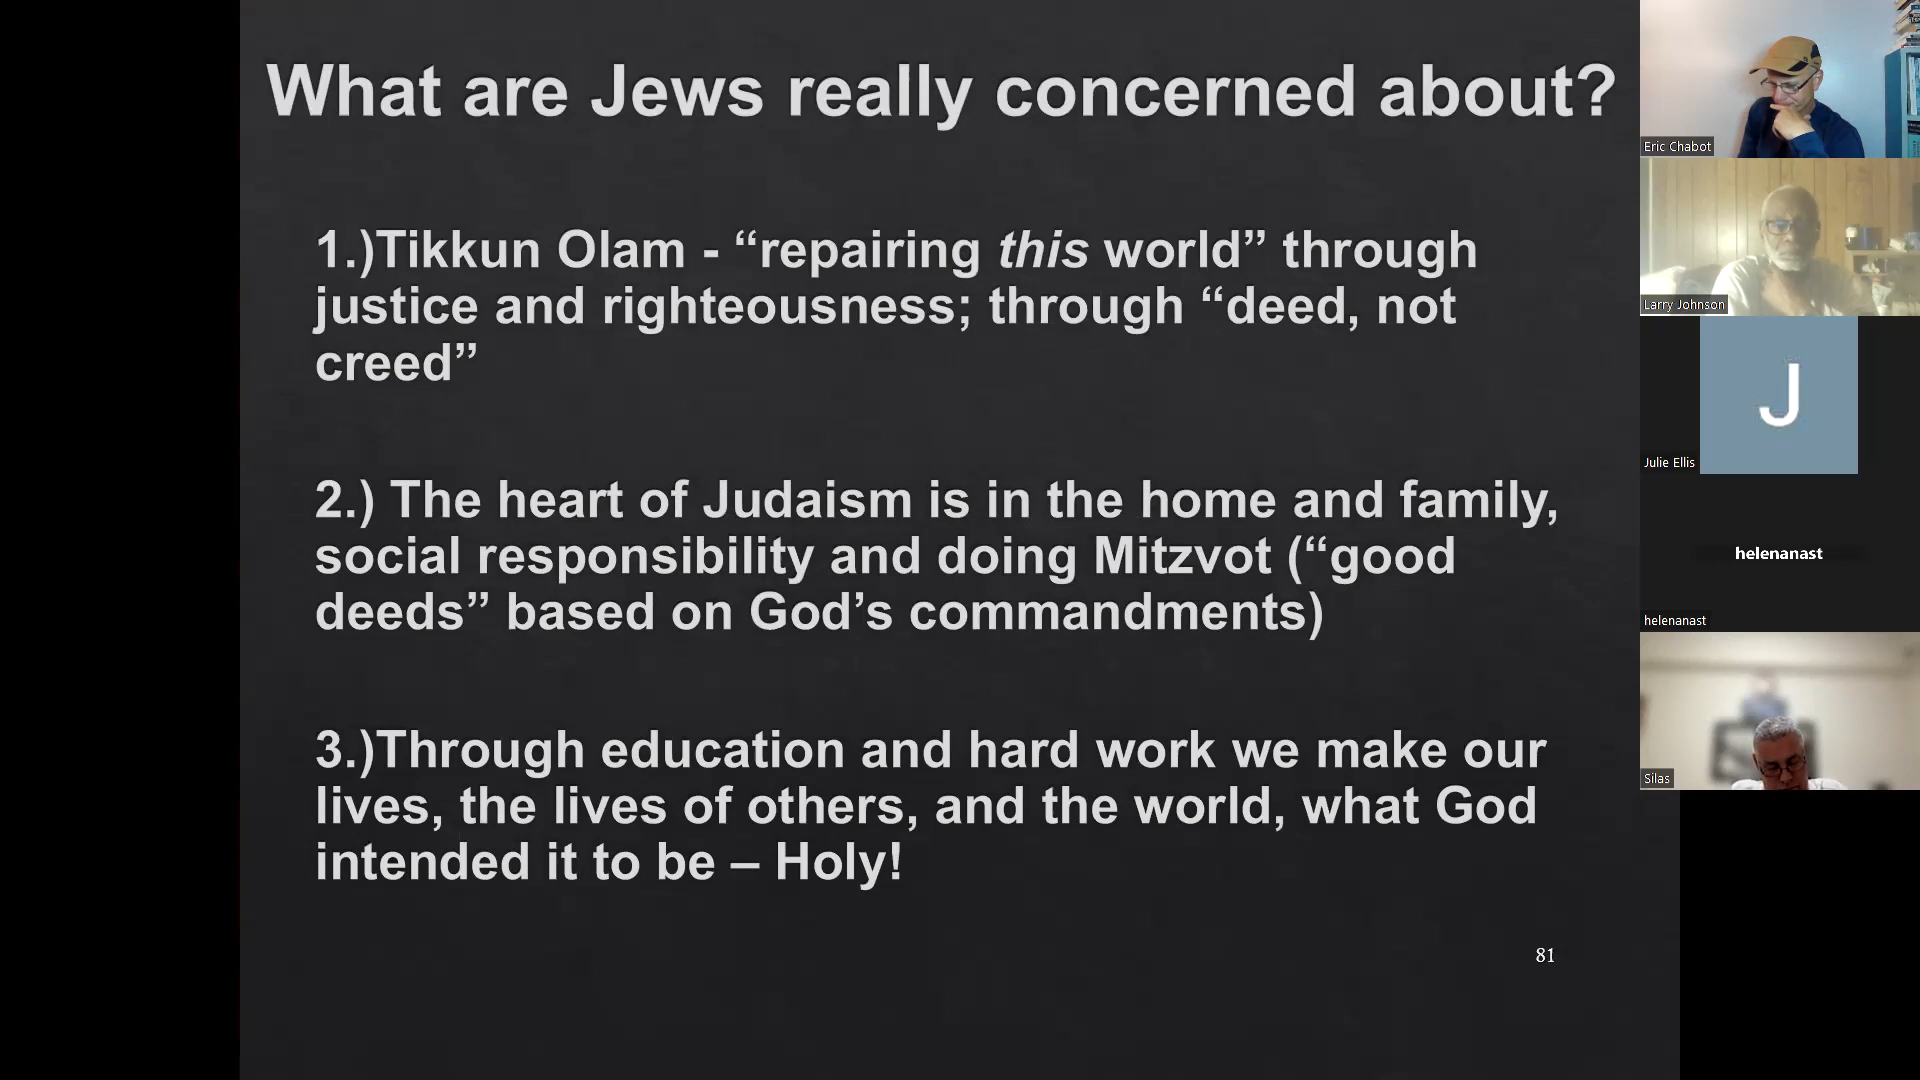 What are Jews really concerned about?
1.)Tikkun Olam - “repairing this world” through
justice and righteousness; through “deed, not
creed”
2.) The heart of Judaism is in the home and family,
social responsibility and doing Mitzvot (“good
deeds” based on God’s commandments)
3.)Through education and hard work we make our
lives, the lives of others, and the world, what God
intended it to be – Holy!
81
Eric Chabot
Larry Johnson
J
Julie Ellis
helenanast
helenanast
Silas